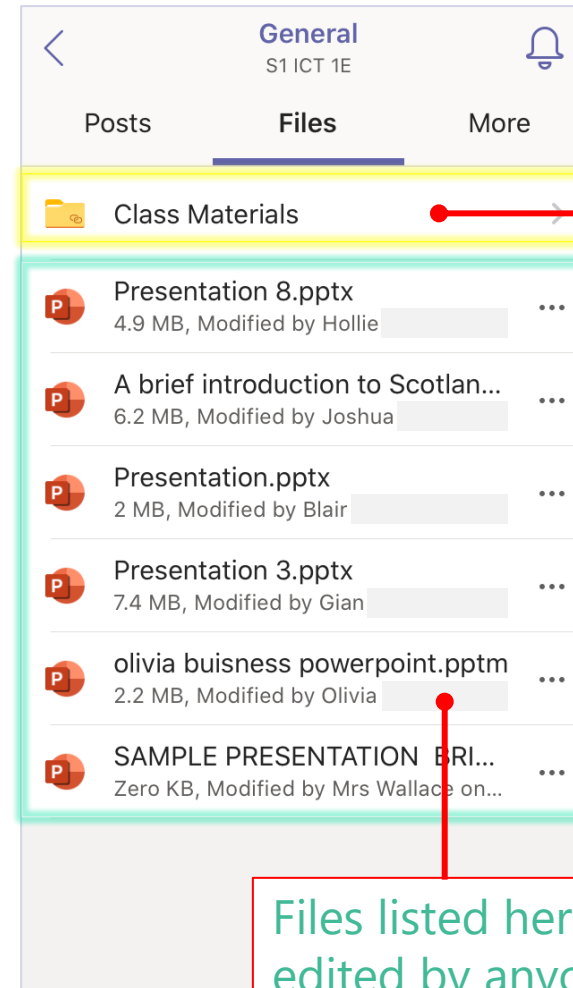 General
S1 ICT 1E
Posts Files More
Class Materials
P Presentation 8.pptx
4.9 MB, Modified by Hollie
P A brief introduction to Scotlan...
6.2 MB, Modified by Joshua
P Presentation.pptx
2 MB, Modified by Blair
P Presentation 3.pptx
7.4 MB, Modified by Gian
P olivia buisness powerpoint.pptm
2.2 MB, Modified by Olivia
P SAMPLE PRESENTATION BRI...
Zero KB, Modified by Mrs Wallace on...
Files listed her
edited by anyo